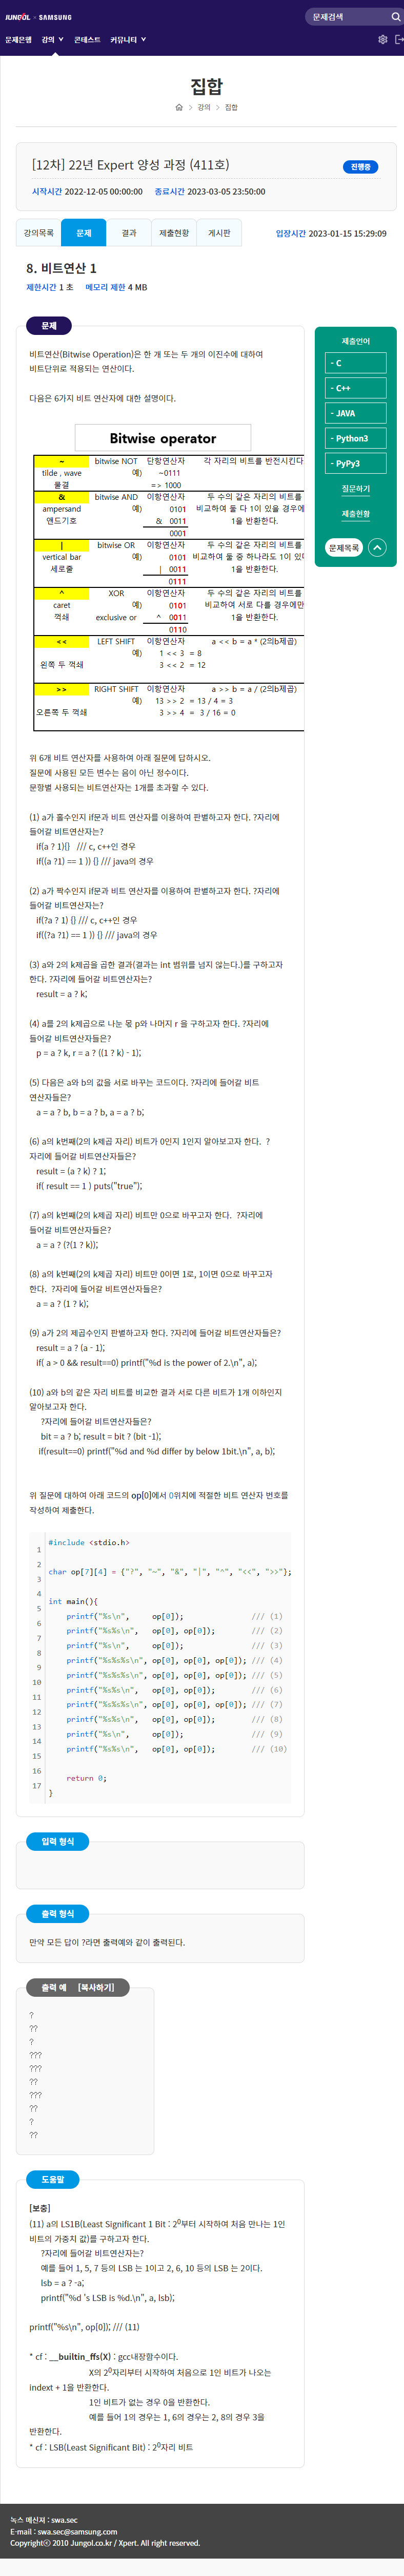 JUNGOL × SAMSUNG
문제검색
문제은행 강의 콘테스트 커뮤니티
집합
강의 > 집합
[12차] 22년 Expert 양성 과정 (411호)
진행중
시작시간 2022-12-05 00:00:00 종료시간 2023-03-05 23:50:00
강의목록 문제 결과 제출현황 게시판
입장시간 2023-01-15 15:29:09
8. 비트연산 1
제한시간 1 초 메모리 제한 4 MB
문제
비트연산(Bitwise Operation)은 한 개 또는 두 개의 이진수에 대하여
비트단위로 적용되는 연산이다.
다음은 6가지 비트 연산자에 대한 설명이다.
Bitwise operator
~ bitwise NOT 단항연산자 각 자리의 비트를 반전시킨다
tilde , wave 예) ~0111
물결 => 1000
& bitwise AND 이항연산자 두 수의 같은 자리의 비트를
ampersand 예) 0101 비교하여 둘 다 1이 있을 경우에
앤드기호 & 0011 1을 반환한다.
0001
| bitwise OR 이항연산자 두 수의 같은 자리의 비트를
vertical bar 예) 0101 비교하여 둘 중 하나라도 1이 있다
세로줄 | 0011 1을 반환한다.
0111
^ XOR 이항연산자 두 수의 같은 자리의 비트를
caret 예) 0101 비교하여 서로 다를 경우에만
꺽쇄 exclusive or ^ 0011 1을 반환한다.
0110
<< LEFT SHIFT 이항연산자 a << b = a * (2의b제곱)
예) 1 << 3 = 8
왼쪽 두 꺽쇄 3 << 2 = 12
>> RIGHT SHIFT 이항연산자 a >> b = a / (2의b제곱)
예) 13 >> 2 = 13 / 4 = 3
오른쪽 두 꺽쇄 3 >> 4 = 3 / 16 = 0
위 6개 비트 연산자를 사용하여 아래 질문에 답하시오.
질문에 사용된 모든 변수는 음이 아닌 정수이다.
문항별 사용되는 비트연산자는 1개를 초과할 수 있다.
(1) a가 홀수인지 if문과 비트 연산자를 이용하여 판별하고자 한다. ?자리에
들어갈 비트연산자는?
if(a ? 1){} /// c, c++인 경우
if((a ?1) == 1 )) {} /// java의 경우
(2) a가 짝수인지 if문과 비트 연산자를 이용하여 판별하고자 한다. ?자리에
들어갈 비트연산자는?
if(?a ? 1) {} /// c, c++인 경우
if((?a ?1) == 1 )) {} /// java의 경우
(3) a와 2의 k제곱을 곱한 결과(결과는 int 범위를 넘지 않는다.)를 구하고자
한다. ?자리에 들어갈 비트연산자는?
result = a ? k;
(4) a를 2의 k제곱으로 나눈 몫 p와 나머지 r 을 구하고자 한다. ?자리에
들어갈 비트연산자들은?
p = a ? k, r = a ? ((1 ? k) - 1);
(5) 다음은 a와 b의 값을 서로 바꾸는 코드이다. ?자리에 들어갈 비트
연산자들은?
a = a ? b, b = a ? b, a = a ? b;
(6) a의 k번째(2의 k제곱 자리) 비트가 0인지 1인지 알아보고자 한다. ?
자리에 들어갈 비트연산자들은?
result = (a ? k) ? 1;
if( result == 1 ) puts("true");
(7) a의 k번째(2의 k제곱 자리) 비트만 0으로 바꾸고자 한다. ?자리에
들어갈 비트연산자들은?
a = a ? (?(1 ? k));
(8) a의 k번째(2의 k제곱 자리) 비트만 0이면 1로, 1이면 0으로 바꾸고자
한다. ?자리에 들어갈 비트연산자들은?
a = a ? (1 ? k);
(9) a가 2의 제곱수인지 판별하고자 한다. ?자리에 들어갈 비트연산자들은?
result = a ? (a - 1);
if( a > 0 && result==0) printf("%d is the power of 2.\n", a);
(10) a와 b의 같은 자리 비트를 비교한 결과 서로 다른 비트가 1개 이하인지
알아보고자 한다.
?자리에 들어갈 비트연산자들은?
bit = a ? b; result = bit ? (bit -1);
if(result==0) printf("%d and %d differ by below 1bit.\n", a, b);
위 질문에 대하여 아래 코드의 op[0]에서 0위치에 적절한 비트 연산자 번호를
작성하여 제출한다.
1 #include <stdio.h>
2
3 char op[7][4] = {"?", "~", "&", "|", "^", "<<", ">>"};
4
5 int main(){
6 printf("%s\n", op[0]); /// (1)
7 printf("%s%s\n", op[0], op[0]); /// (2)
8 printf("%s\n", op[0]); /// (3)
9 printf("%s%s%s\n", op[0], op[0], op[0]); /// (4)
10 printf("%s%s%s\n", op[0], op[0], op[0]); /// (5)
11 printf("%s%s\n", op[0], op[0]); /// (6)
12 printf("%s%s%s\n", op[0], op[0], op[0]); /// (7)
13 printf("%s%s\n", op[0], op[0]); /// (8)
14 printf("%s\n", op[0]); /// (9)
15 printf("%s%s\n", op[0], op[0]); /// (10)
16
17 return 0;
}
입력 형식
출력 형식
만약 모든 답이 ?라면 출력예와 같이 출력된다.
출력 예 [복사하기]
?
??
?
???
???
??
???
??
?
??
도움말
[보충]
(11) a의 LS1B(Least Significant 1 Bit : 2⁰부터 시작하여 처음 만나는 1인
비트의 가중치 값)를 구하고자 한다.
?자리에 들어갈 비트연산자는?
예를 들어 1, 5, 7 등의 LSB 는 1이고 2, 6, 10 등의 LSB 는 2이다.
lsb = a ? -a;
printf("%d 's LSB is %d.\n", a, lsb);
printf("%s\n", op[0]); /// (11)
* cf : __builtin_ffs(X) : gcc내장함수이다.
X의 2⁰자리부터 시작하여 처음으로 1인 비트가 나오는
indext + 1을 반환한다.
1인 비트가 없는 경우 0을 반환한다.
예를 들어 1의 경우는 1, 6의 경우는 2, 8의 경우 3을
반환한다.
* cf : LSB(Least Significant Bit) : 2⁰자리 비트
제출언어
- C
- C++
- JAVA
- Python3
- PyPy3
질문하기
제출현황
문제목록
녹스 메신저 : swa.sec
E-mail : swa.sec@samsung.com
Copyrightⓒ 2010 Jungol.co.kr / Xpert. All right reserved.